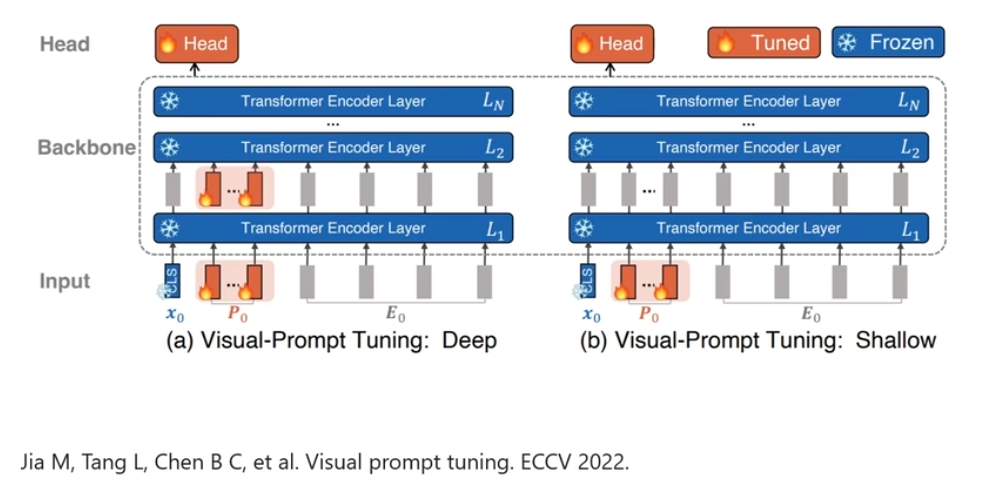 Head
Head
Head
Tuned
Frozen
Transformer Encoder Layer L_N
Transformer Encoder Layer L_N
...
...
Backbone
Transformer Encoder Layer L_2
Transformer Encoder Layer L_2
...
...
Transformer Encoder Layer L_1
Transformer Encoder Layer L_1
Input
CLS
...
CLS
...
x_0 P_0 E_0
x_0 P_0 E_0
(a) Visual-Prompt Tuning: Deep
(b) Visual-Prompt Tuning: Shallow
Jia M, Tang L, Chen B C, et al. Visual prompt tuning. ECCV 2022.